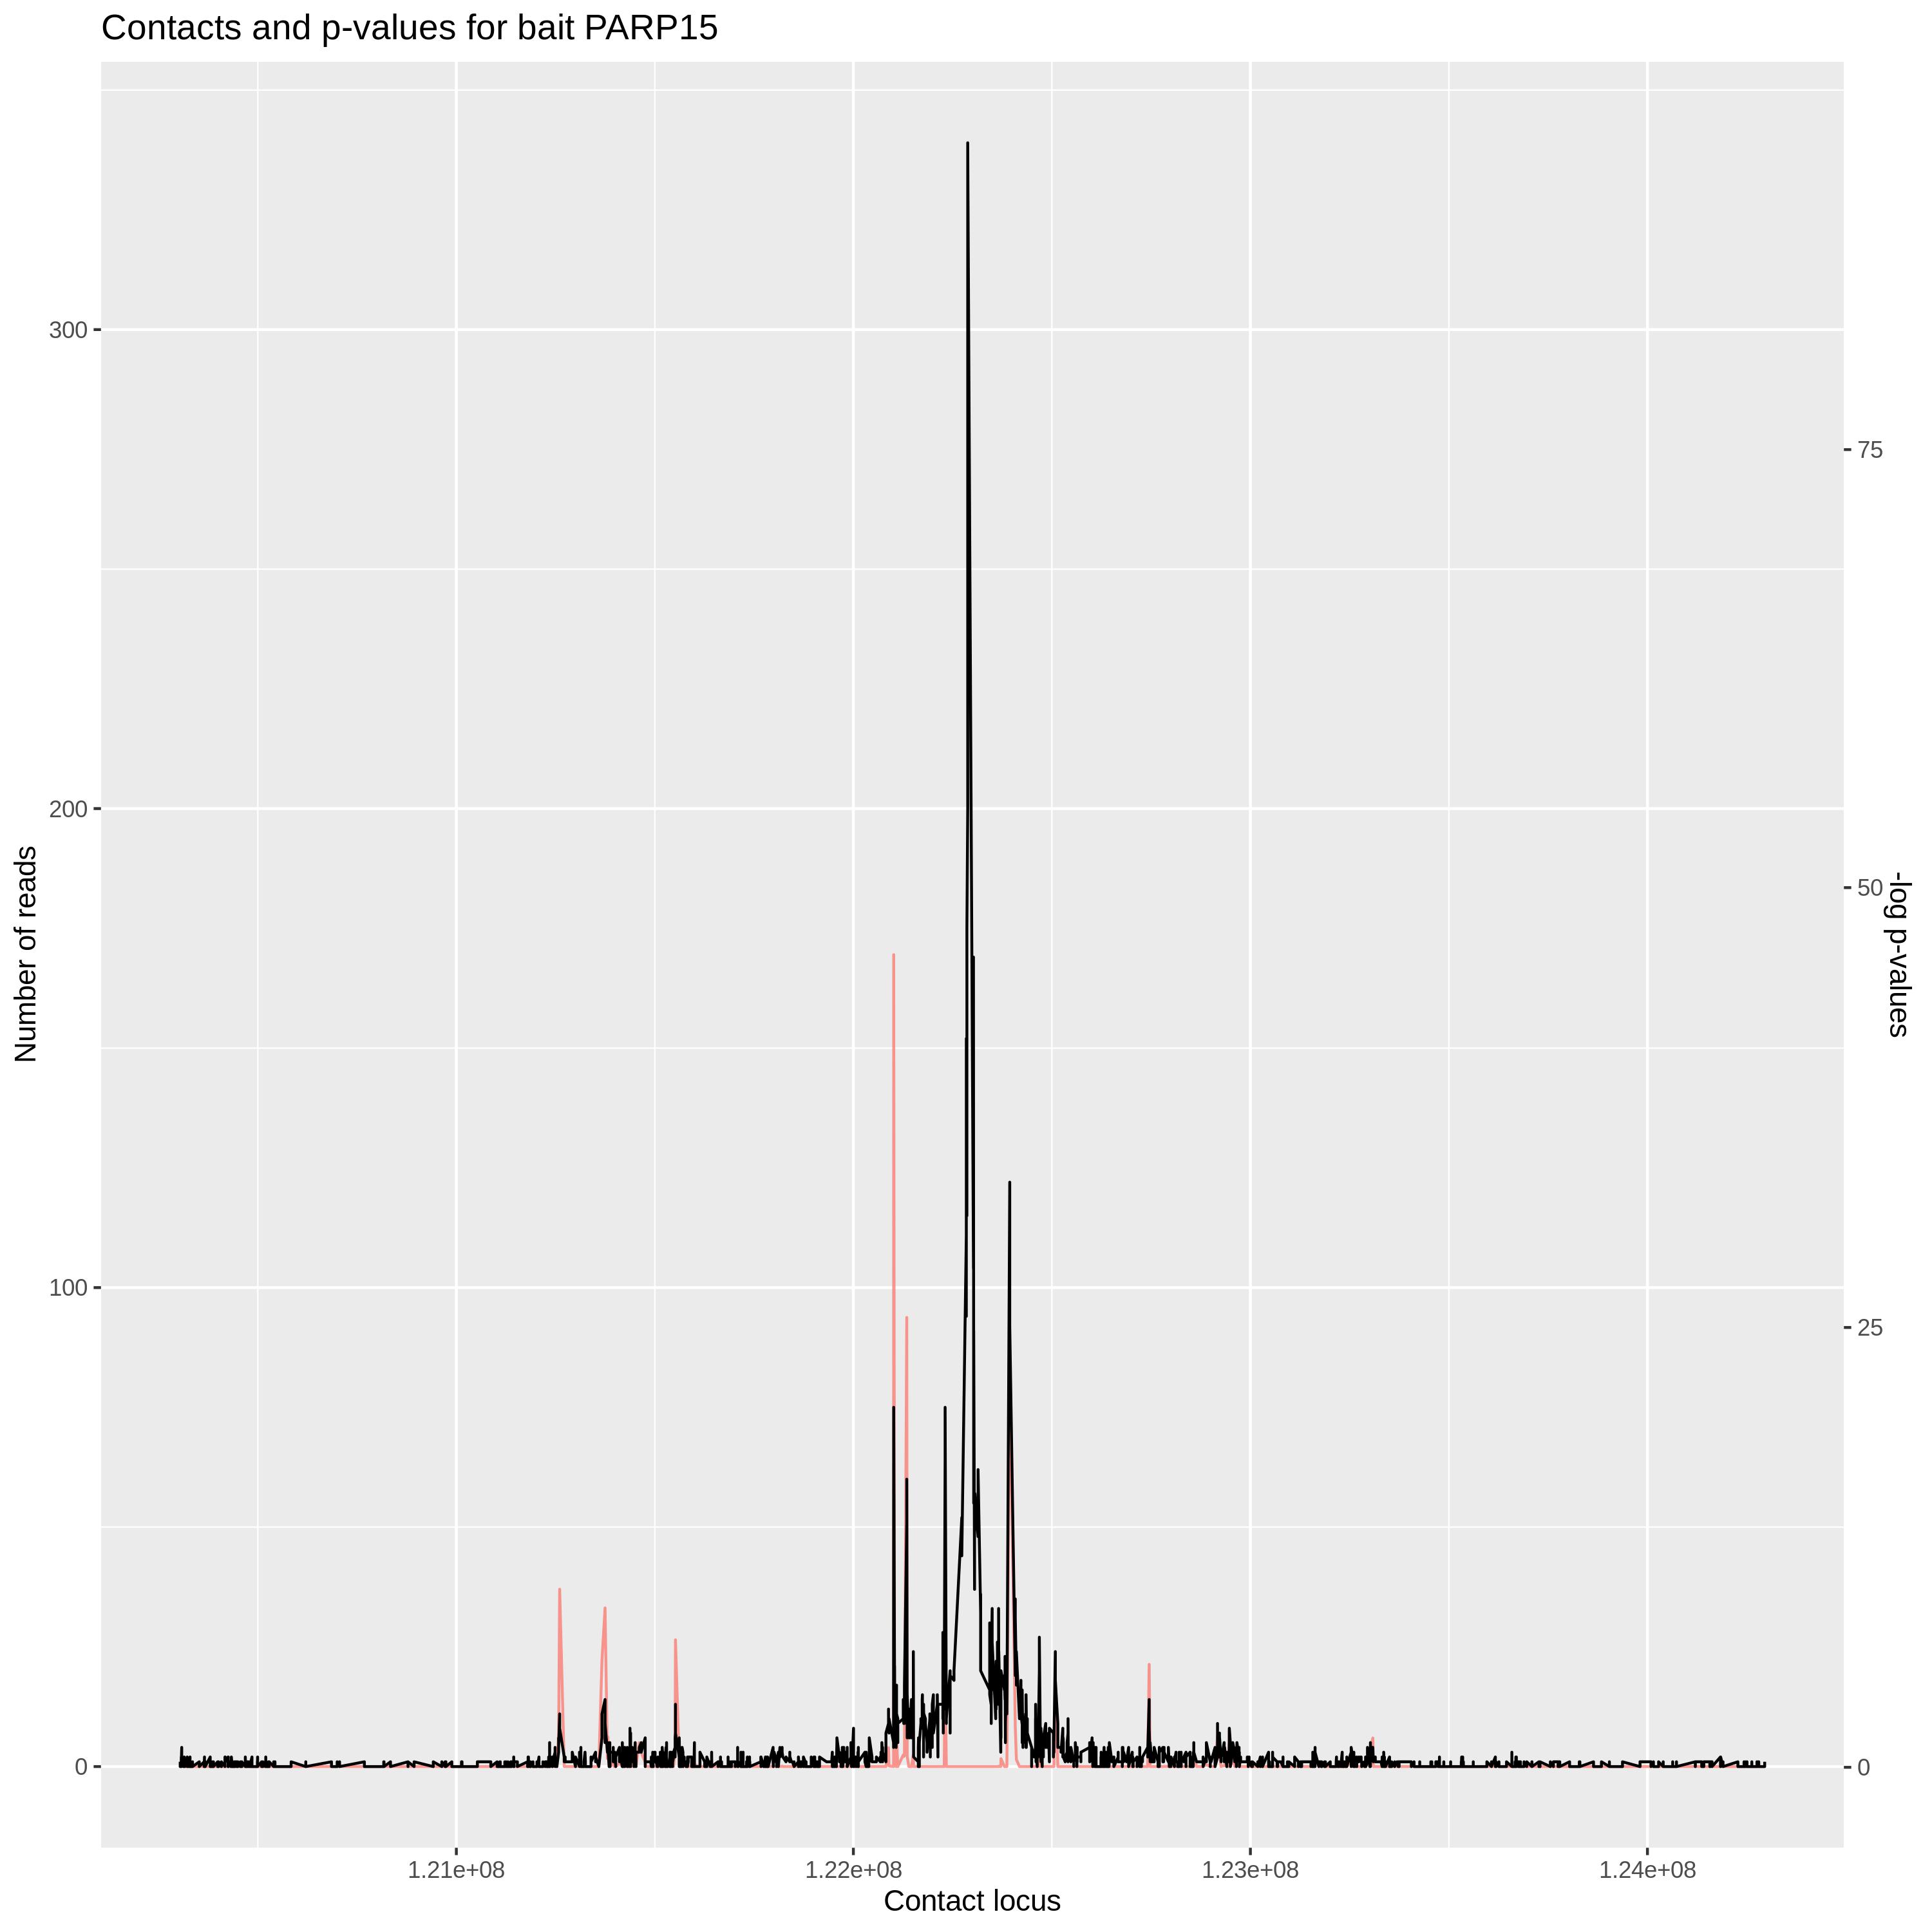 Contacts and p-values for bait PARP15
300
200
100
0
Number of reads
75
50
25
0
-log p-values
1.21e+08
1.22e+08
1.23e+08
1.24e+08
Contact locus